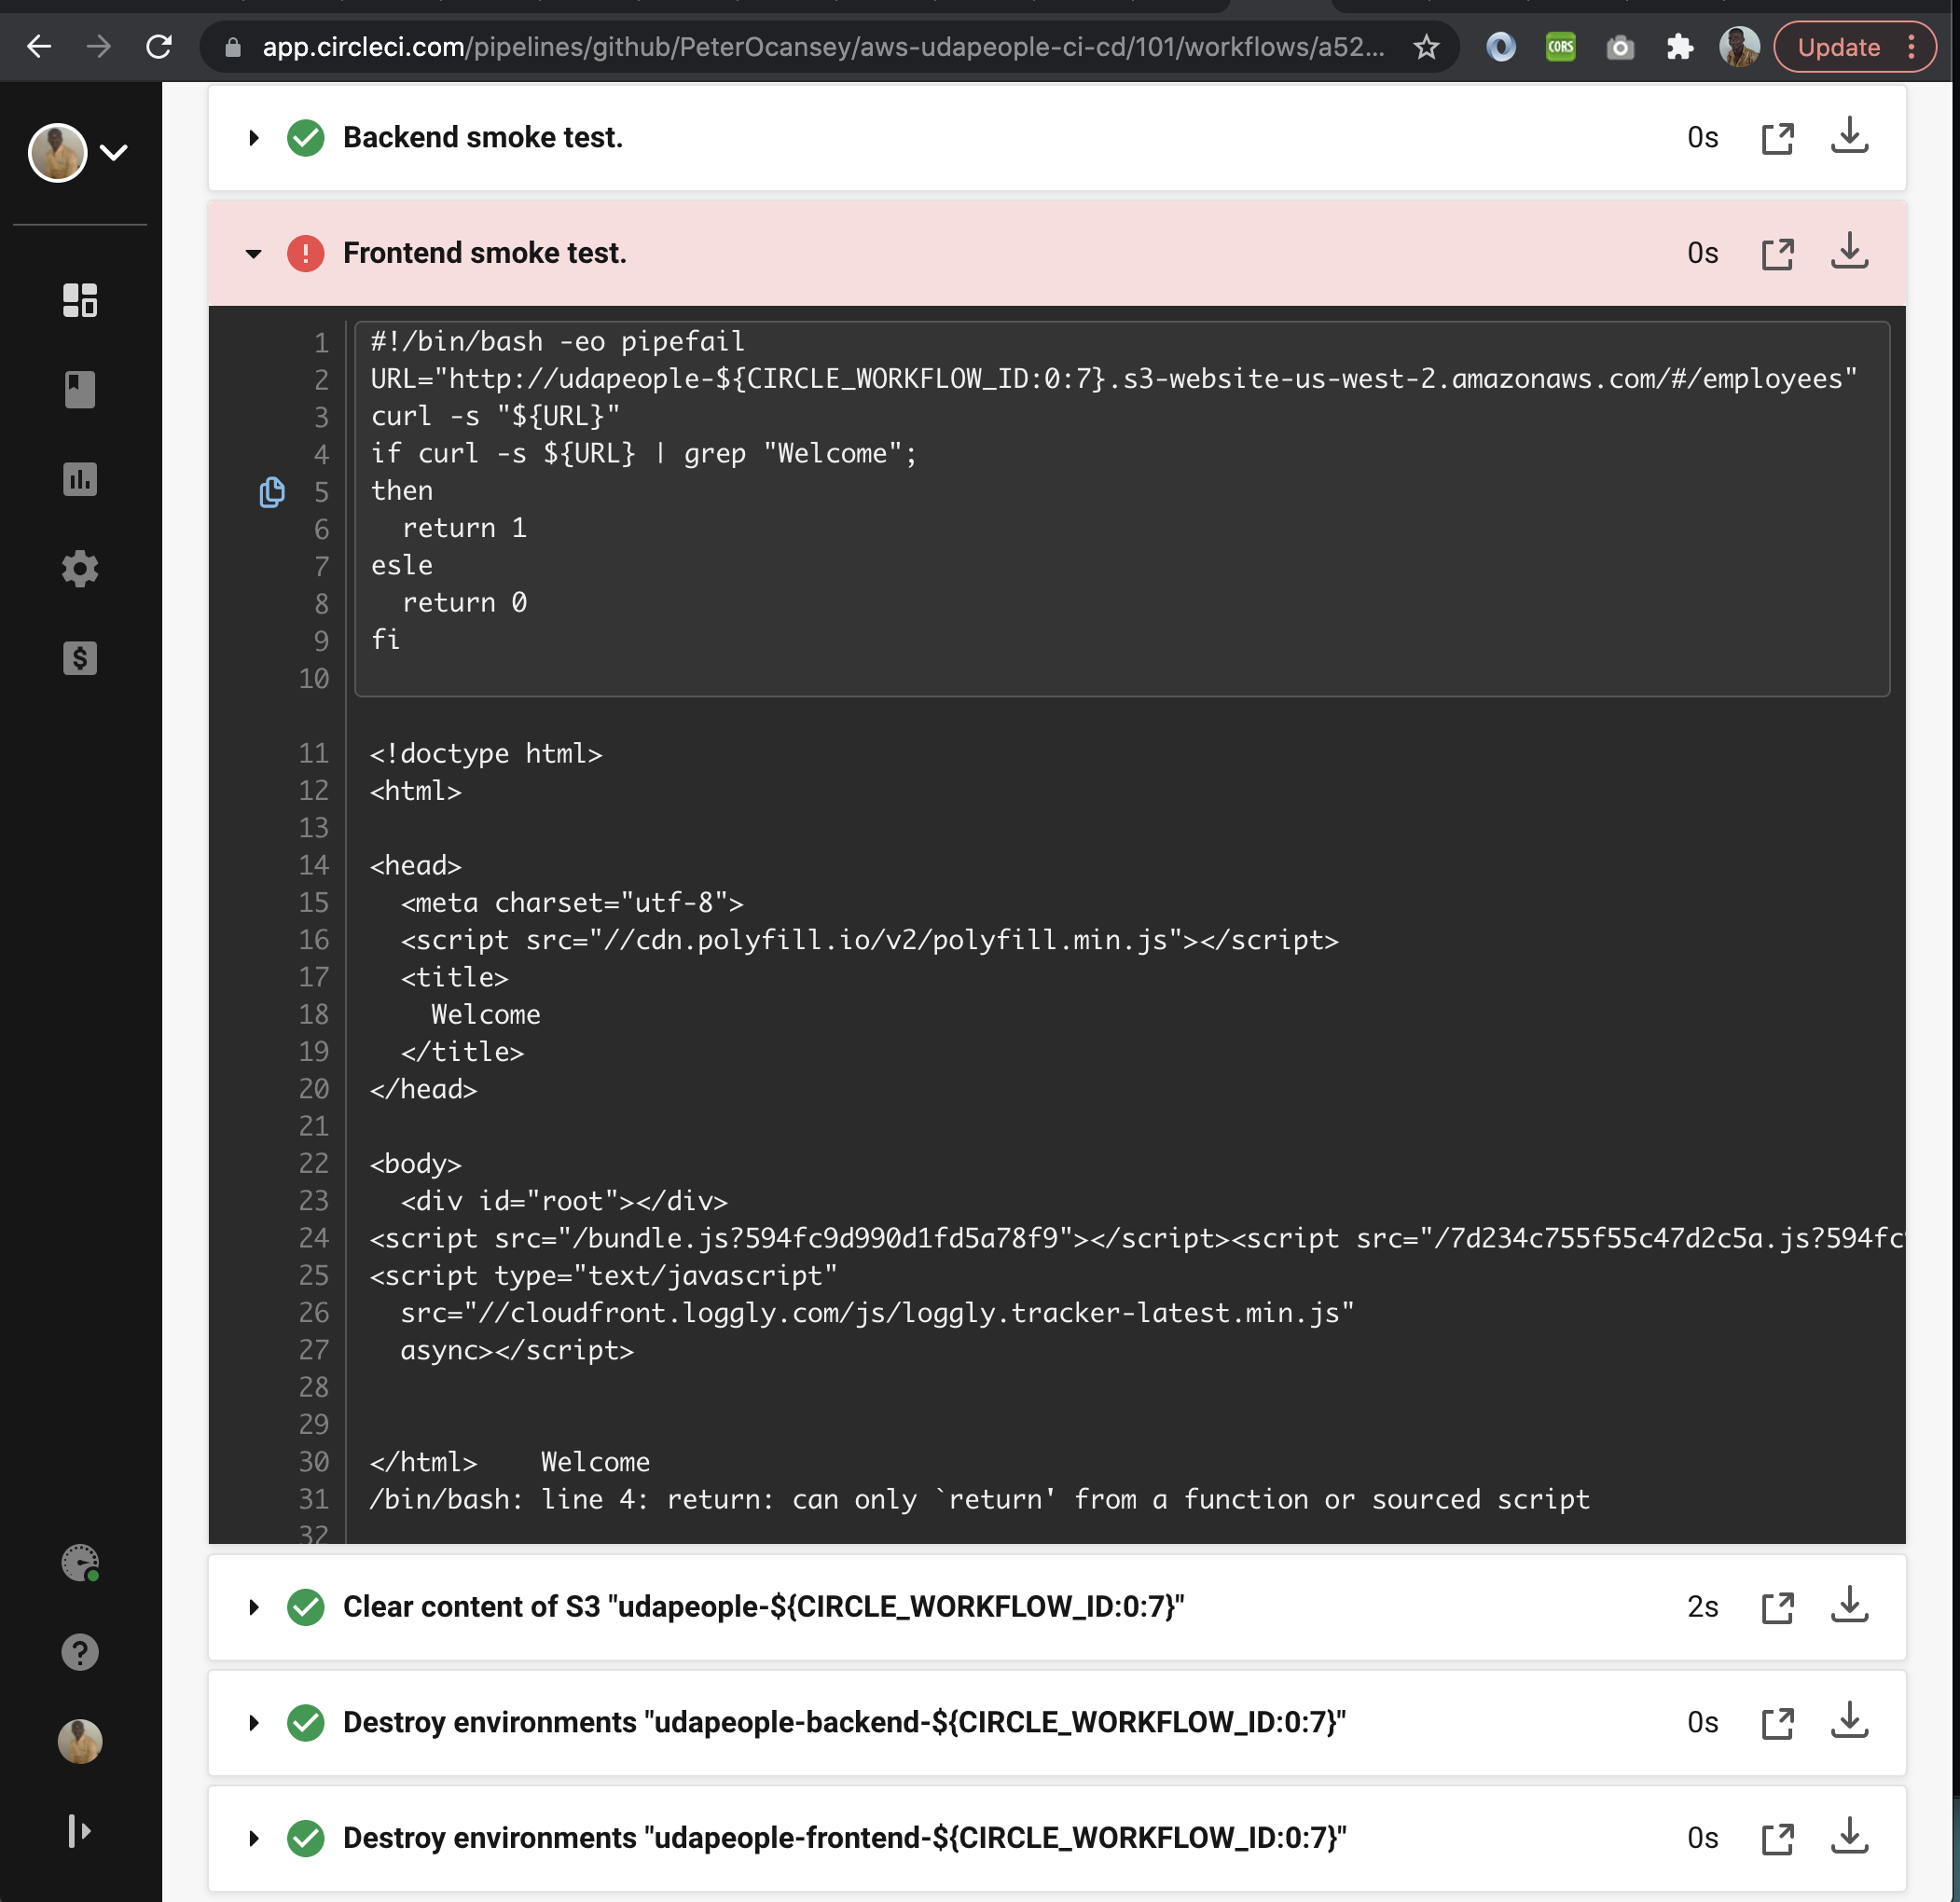 app.circleci.com/pipelines/github/PeterOcansey/aws-udapeople-ci-cd/101/workflows/a52...
CORS
Update
Backend smoke test.
0s
Frontend smoke test.
0s
1 #!/bin/bash -eo pipefail
2 URL="http://udapeople-${CIRCLE_WORKFLOW_ID:0:7}.s3-website-us-west-2.amazonaws.com/#/employees"
3 curl -s "${URL}"
4 if curl -s ${URL} | grep "Welcome";
5 then
6   return 1
7 esle
8   return 0
9 fi
10
11 <!doctype html>
12 <html>
13
14 <head>
15   <meta charset="utf-8">
16   <script src="//cdn.polyfill.io/v2/polyfill.min.js"></script>
17   <title>
18     Welcome
19   </title>
20 </head>
21
22 <body>
23   <div id="root"></div>
24 <script src="/bundle.js?594fc9d990d1fd5a78f9"></script><script src="/7d234c755f55c47d2c5a.js?594fc
25 <script type="text/javascript"
26   src="//cloudfront.loggly.com/js/loggly.tracker-latest.min.js"
27   async></script>
28
29
30 </html>    Welcome
31 /bin/bash: line 4: return: can only `return' from a function or sourced script
32
Clear content of S3 "udapeople-${CIRCLE_WORKFLOW_ID:0:7}"
2s
Destroy environments "udapeople-backend-${CIRCLE_WORKFLOW_ID:0:7}"
0s
Destroy environments "udapeople-frontend-${CIRCLE_WORKFLOW_ID:0:7}"
0s